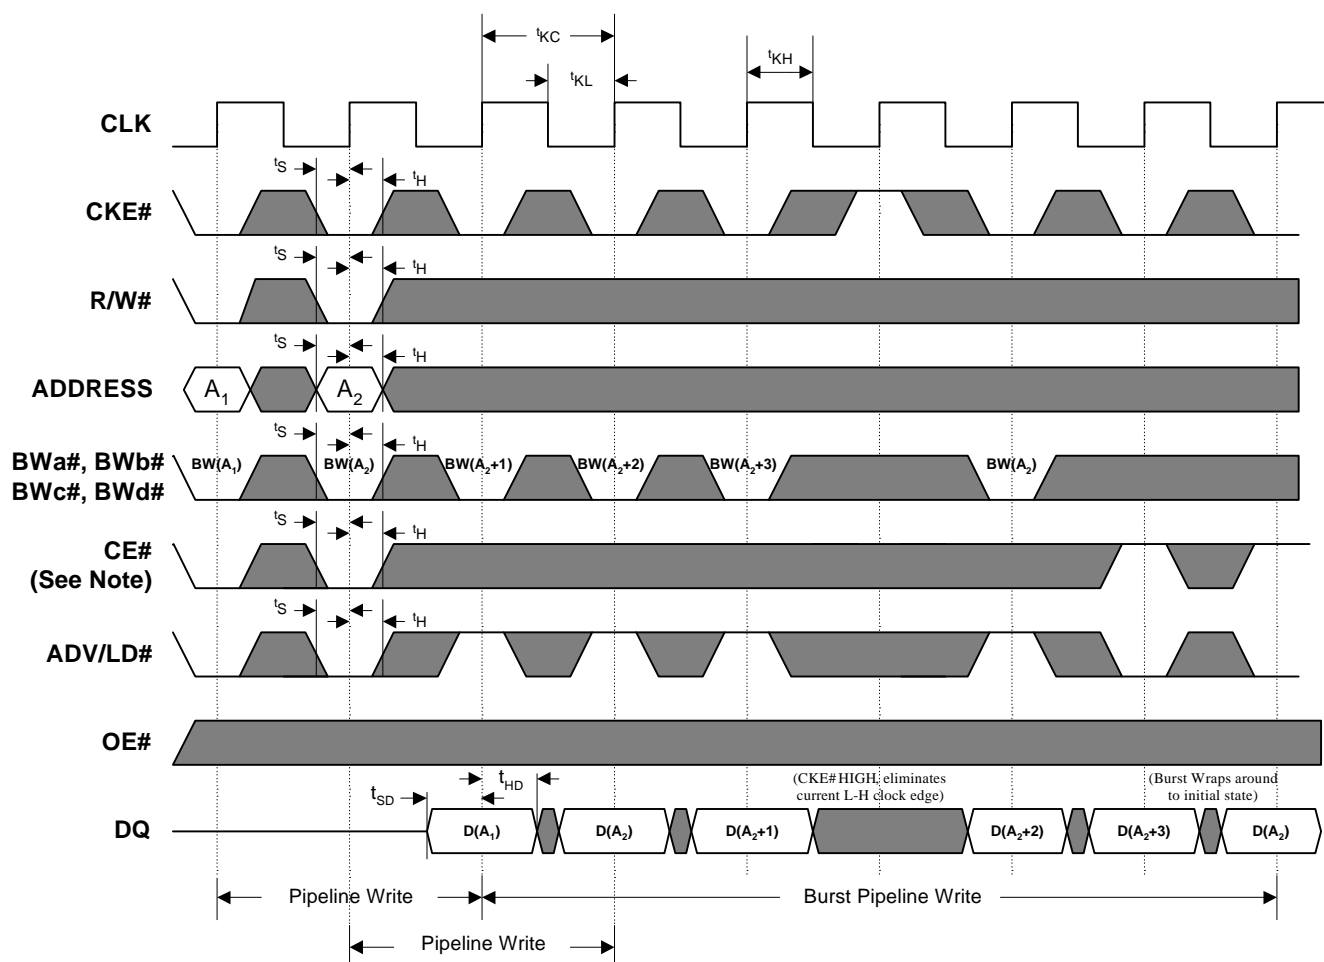 tKC
tKL
tKH
CLK
tS
tH
CKE#
tS
tH
R/W#
tS
tH
ADDRESS
A1
A2
tS
tH
BWa#, BWb#
BWc#, BWd#
BW(A1)
BW(A2)
BW(A2+1)
BW(A2+2)
BW(A2+3)
BW(A2)
tS
tH
CE#
(See Note)
tS
tH
ADV/LD#
OE#
tHD
tSD
(CKE# HIGH, eliminates
current L-H clock edge)
(Burst Wraps around
to initial state)
DQ
D(A1)
D(A2)
D(A2+1)
D(A2+2)
D(A2+3)
D(A2)
Pipeline Write
Burst Pipeline Write
Pipeline Write